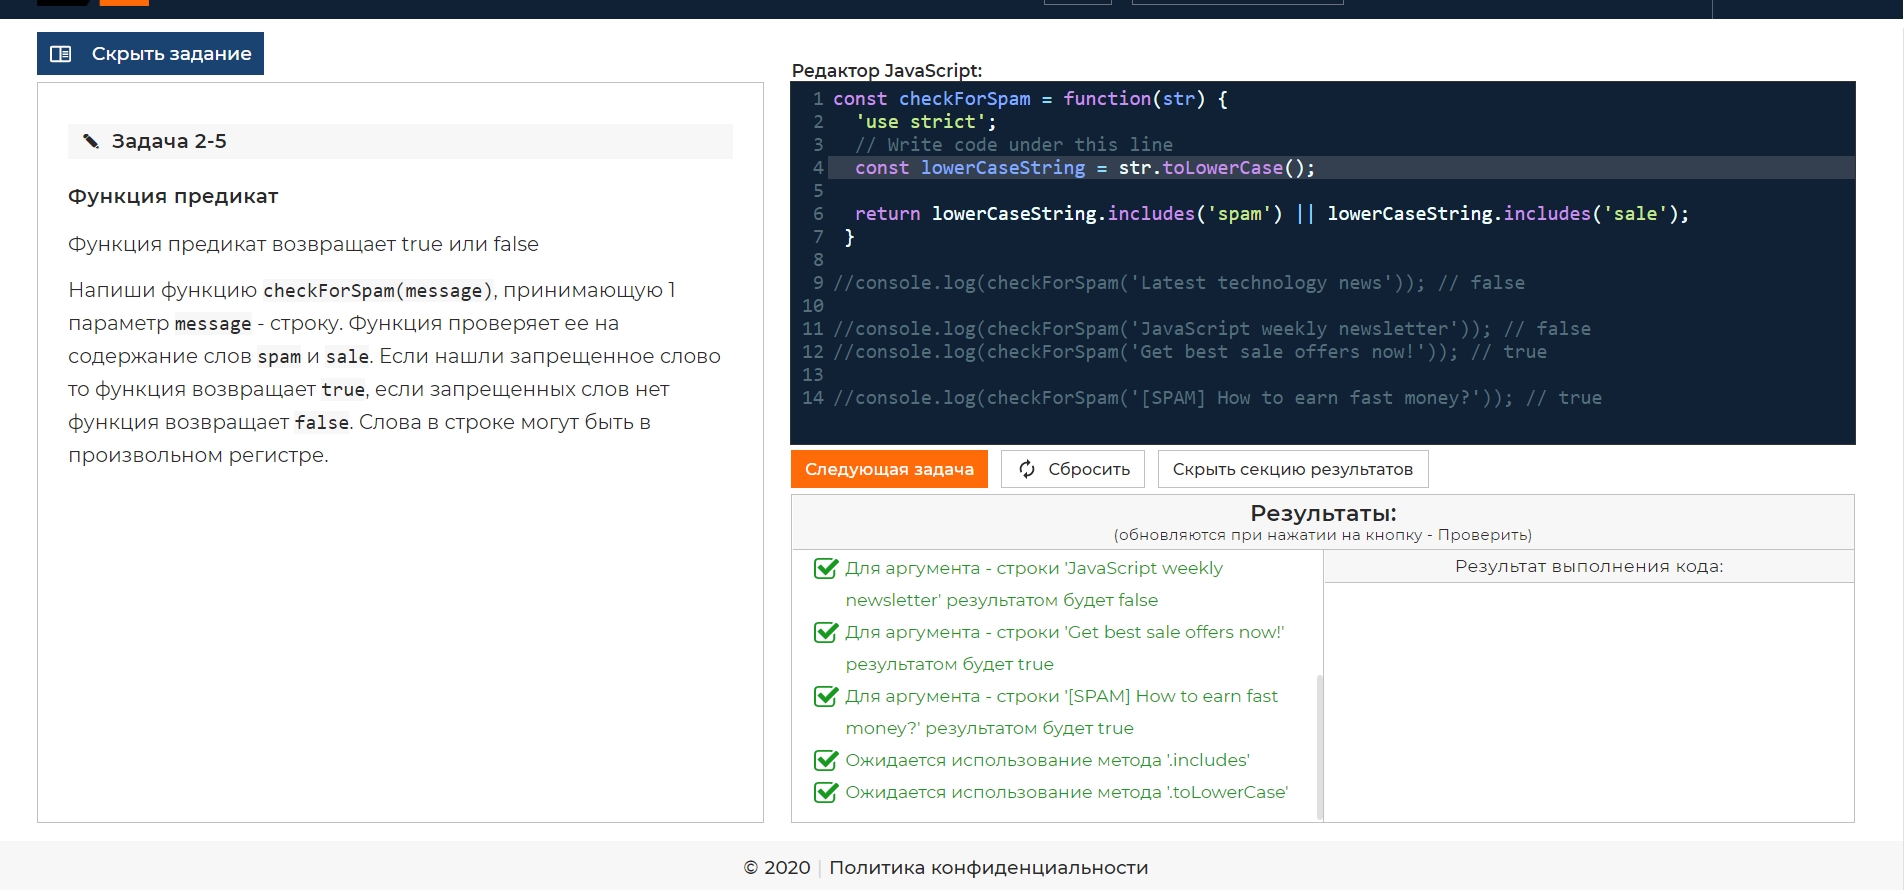 Скрыть задание
Задача 2-5
Функция предикат
Функция предикат возвращает true или false
Напиши функцию checkForSpam(message), принимающую 1
параметр message - строку. Функция проверяет ее на
содержание слов spam и sale. Если нашли запрещенное слово
то функция возвращает true, если запрещенных слов нет
функция возвращает false. Слова в строке могут быть в
произвольном регистре.
Редактор JavaScript:
1 const checkForSpam = function(str) {
2 'use strict';
3 // Write code under this line
4 const lowerCaseString = str.toLowerCase();
5
6 return lowerCaseString.includes('spam') || lowerCaseString.includes('sale');
7 }
8
9 //console.log(checkForSpam('Latest technology news')); // false
10
11 //console.log(checkForSpam('JavaScript weekly newsletter')); // false
12 //console.log(checkForSpam('Get best sale offers now!')); // true
13
14 //console.log(checkForSpam('[SPAM] How to earn fast money?')); // true
Следующая задача
Сбросить
Скрыть секцию результатов
Результаты:
(обновляются при нажатии на кнопку - Проверить)
Для аргумента - строки 'JavaScript weekly
newsletter' результатом будет false
Для аргумента - строки 'Get best sale offers now!'
результатом будет true
Для аргумента - строки '[SPAM] How to earn fast
money?' результатом будет true
Ожидается использование метода '.includes'
Ожидается использование метода '.toLowerCase'
Результат выполнения кода:
© 2020 | Политика конфиденциальности